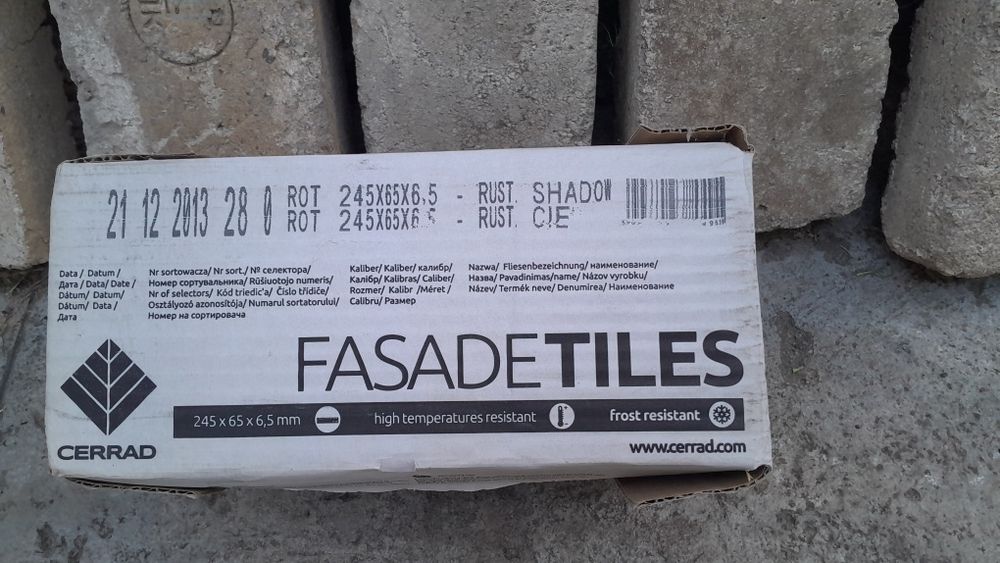 21 12 2013 28 0 ROT 245X65X6,5 - RUST. SHADOW
ROT 245X65X6 - RUST. CIE
Data / Datum / Nr sortowacza/ Nr sort./ № селектора/ Kaliber/ Kaliber/ калибр/ Nazwa/ Fliesenbezeichnung/ наименование/
Дата / Data/ Date / Номер сортувальника/ Rūšiuotojo numeris/ Калібр/ Kalibras/ Caliber/ Назва/ Pavadinimas/name/ Názov vyrobku/
Dátum/ Datum/ Nr of selectors/ Kód triedic'a/ Číslo třídiče/ Rozmer/ Kalibr /Méret / Název/ Termék neve/ Denumirea/ Наименование
Dátum/ Data / Osztályozó azonosítója/ Numarul sortatorului/ Calibru/ Размер
Дата Номер на сортировача
FASADETILES
245 x 65 x 6,5 mm high temperatures resistant frost resistant
CERRAD www.cerrad.com